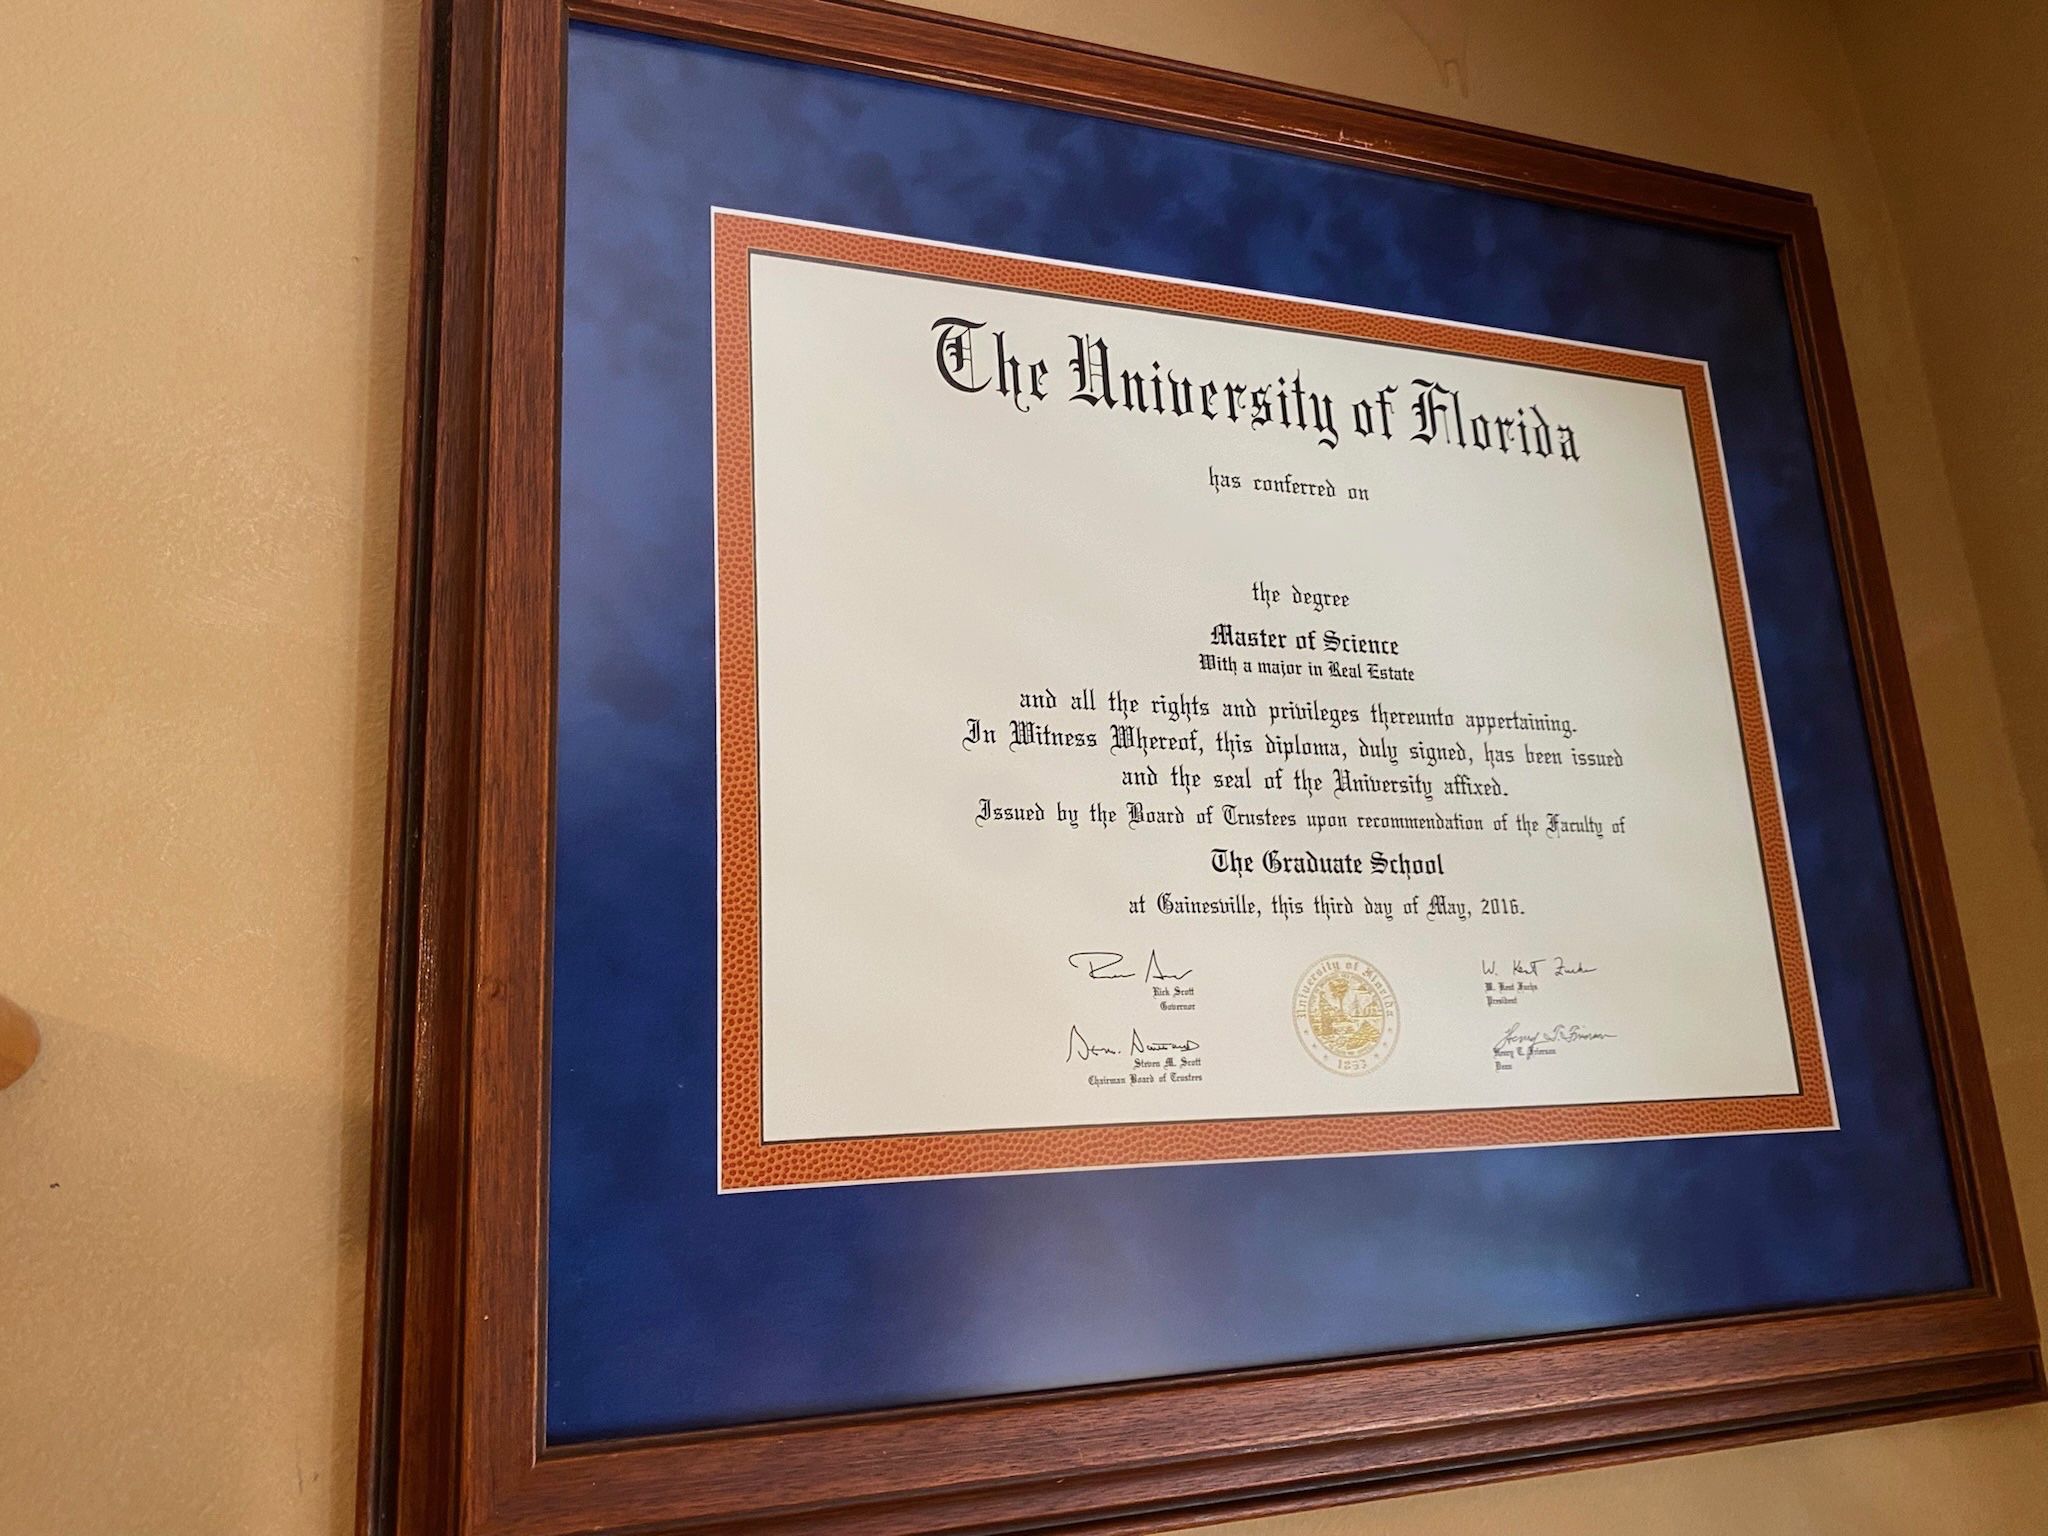 The University of Florida
has conferred on
the degree
Master of Science
With a major in Real Estate
and all the rights and privileges thereunto appertaining.
In Witness Whereof, this diploma, duly signed, has been issued
and the seal of the University affixed.
Issued by the Board of Trustees upon recommendation of the Faculty of
The Graduate School
at Gainesville, this third day of May, 2016.
Rick Scott
Governor
Steven M. Scott
Chairman Board of Trustees
University of Florida
1853
W. Kent Fuchs
W. Kent Fuchs
President
Henry T. Frierson
Henry T. Frierson
Dean